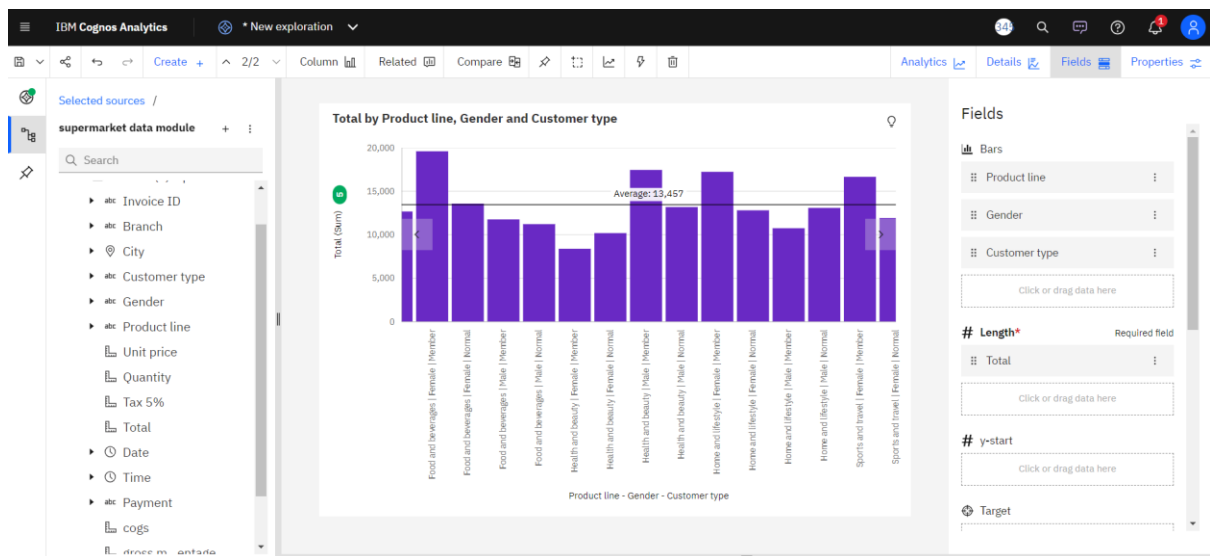 IBM Cognos Analytics
* New exploration
1
Create +
2/2
Column
Related
Compare
Analytics
Details
Fields
Properties
Selected sources /
supermarket data module
Search
abc Invoice ID
abc Branch
City
abc Customer type
abc Gender
abc Product line
Unit price
Quantity
Tax 5%
Total
Date
Time
abc Payment
cogs
gross m...entage
Total by Product line, Gender and Customer type
Total (Sum)
5
20,000
15,000
10,000
5,000
0
Average: 13,457
Food and beverages | Female | Member
Food and beverages | Female | Normal
Food and beverages | Male | Member
Food and beverages | Male | Normal
Health and beauty | Female | Member
Health and beauty | Female | Normal
Health and beauty | Male | Member
Health and beauty | Male | Normal
Home and lifestyle | Female | Member
Home and lifestyle | Female | Normal
Home and lifestyle | Male | Member
Home and lifestyle | Male | Normal
Sports and travel | Female | Member
Sports and travel | Female | Normal
Product line - Gender - Customer type
Fields
Bars
Product line
Gender
Customer type
Click or drag data here
# Length* Required field
Total
Click or drag data here
# y-start
Click or drag data here
Target